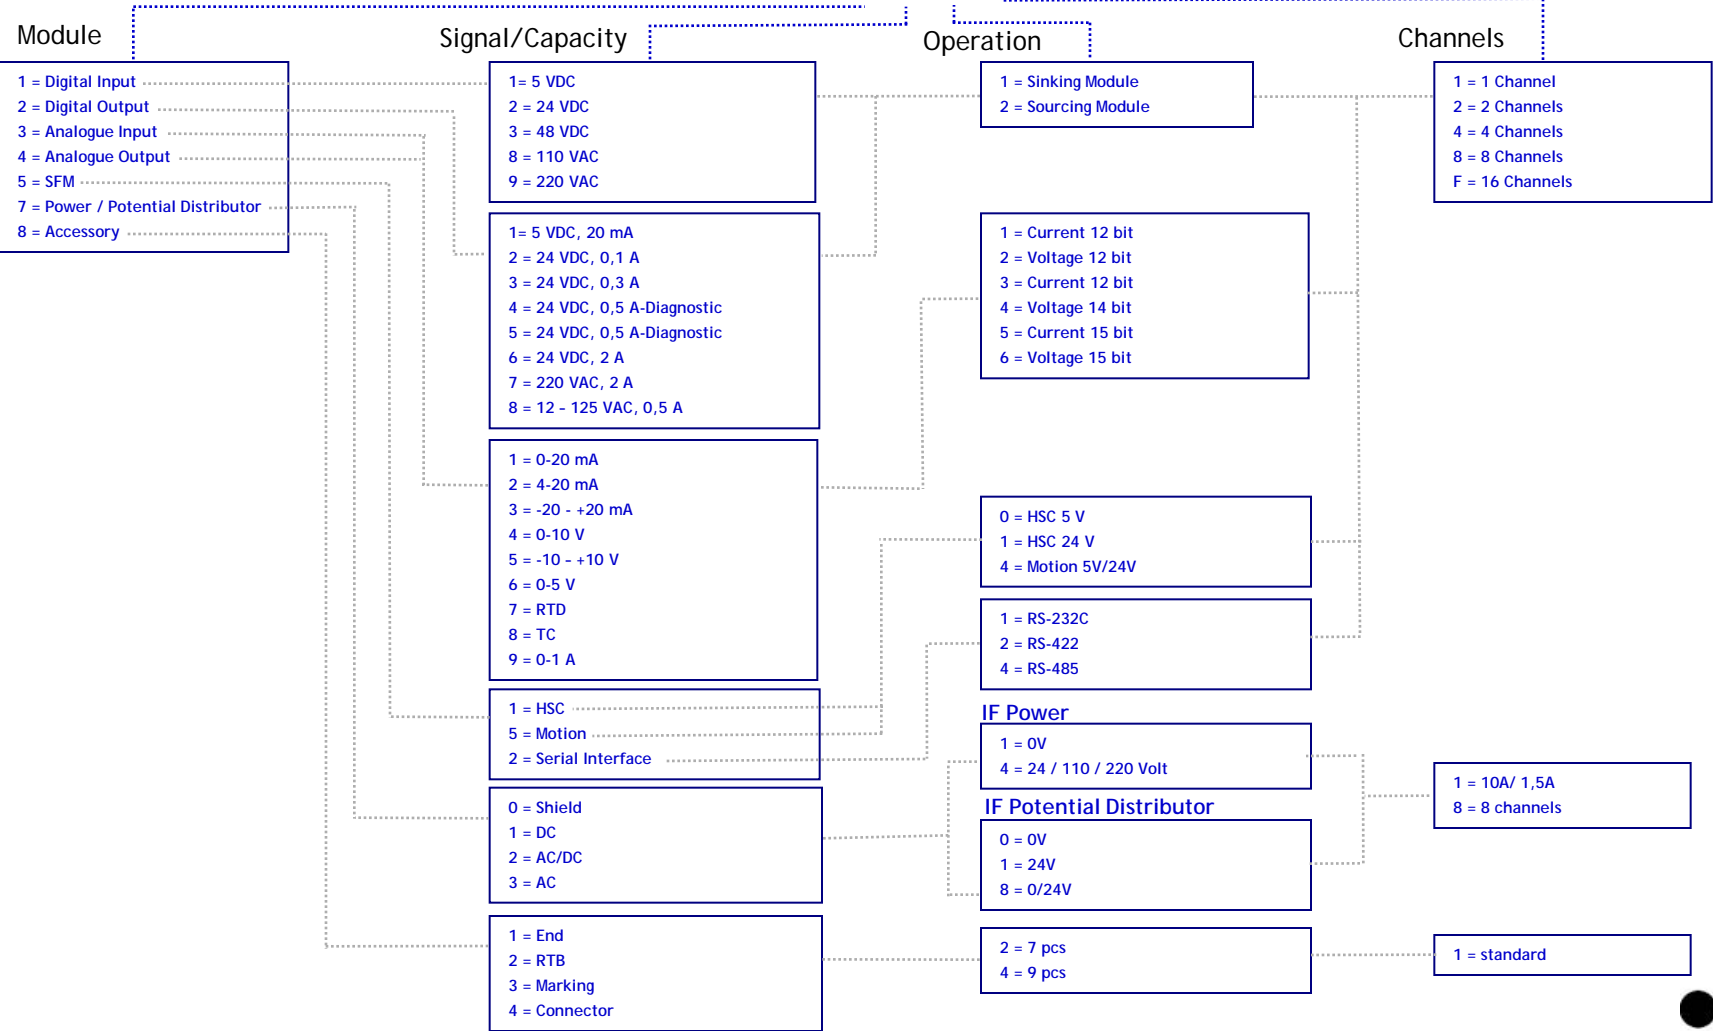 Module
1 = Digital Input
2 = Digital Output
3 = Analogue Input
4 = Analogue Output
5 = SFM
7 = Power / Potential Distributor
8 = Accessory
Signal/Capacity
1= 5 VDC
2 = 24 VDC
3 = 48 VDC
8 = 110 VAC
9 = 220 VAC
1= 5 VDC, 20 mA
2 = 24 VDC, 0,1 A
3 = 24 VDC, 0,3 A
4 = 24 VDC, 0,5 A-Diagnostic
5 = 24 VDC, 0,5 A-Diagnostic
6 = 24 VDC, 2 A
7 = 220 VAC, 2 A
8 = 12 – 125 VAC, 0,5 A
1 = 0-20 mA
2 = 4-20 mA
3 = -20 - +20 mA
4 = 0-10 V
5 = -10 – +10 V
6 = 0-5 V
7 = RTD
8 = TC
9 = 0-1 A
1 = HSC
5 = Motion
2 = Serial Interface
0 = Shield
1 = DC
2 = AC/DC
3 = AC
1 = End
2 = RTB
3 = Marking
4 = Connector
Operation
1 = Sinking Module
2 = Sourcing Module
1 = Current 12 bit
2 = Voltage 12 bit
3 = Current 12 bit
4 = Voltage 14 bit
5 = Current 15 bit
6 = Voltage 15 bit
0 = HSC 5 V
1 = HSC 24 V
4 = Motion 5V/24V
1 = RS-232C
2 = RS-422
4 = RS-485
IF Power
1 = 0V
4 = 24 / 110 / 220 Volt
IF Potential Distributor
0 = 0V
1 = 24V
8 = 0/24V
2 = 7 pcs
4 = 9 pcs
Channels
1 = 1 Channel
2 = 2 Channels
4 = 4 Channels
8 = 8 Channels
F = 16 Channels
1 = 10A/ 1,5A
8 = 8 channels
1 = standard